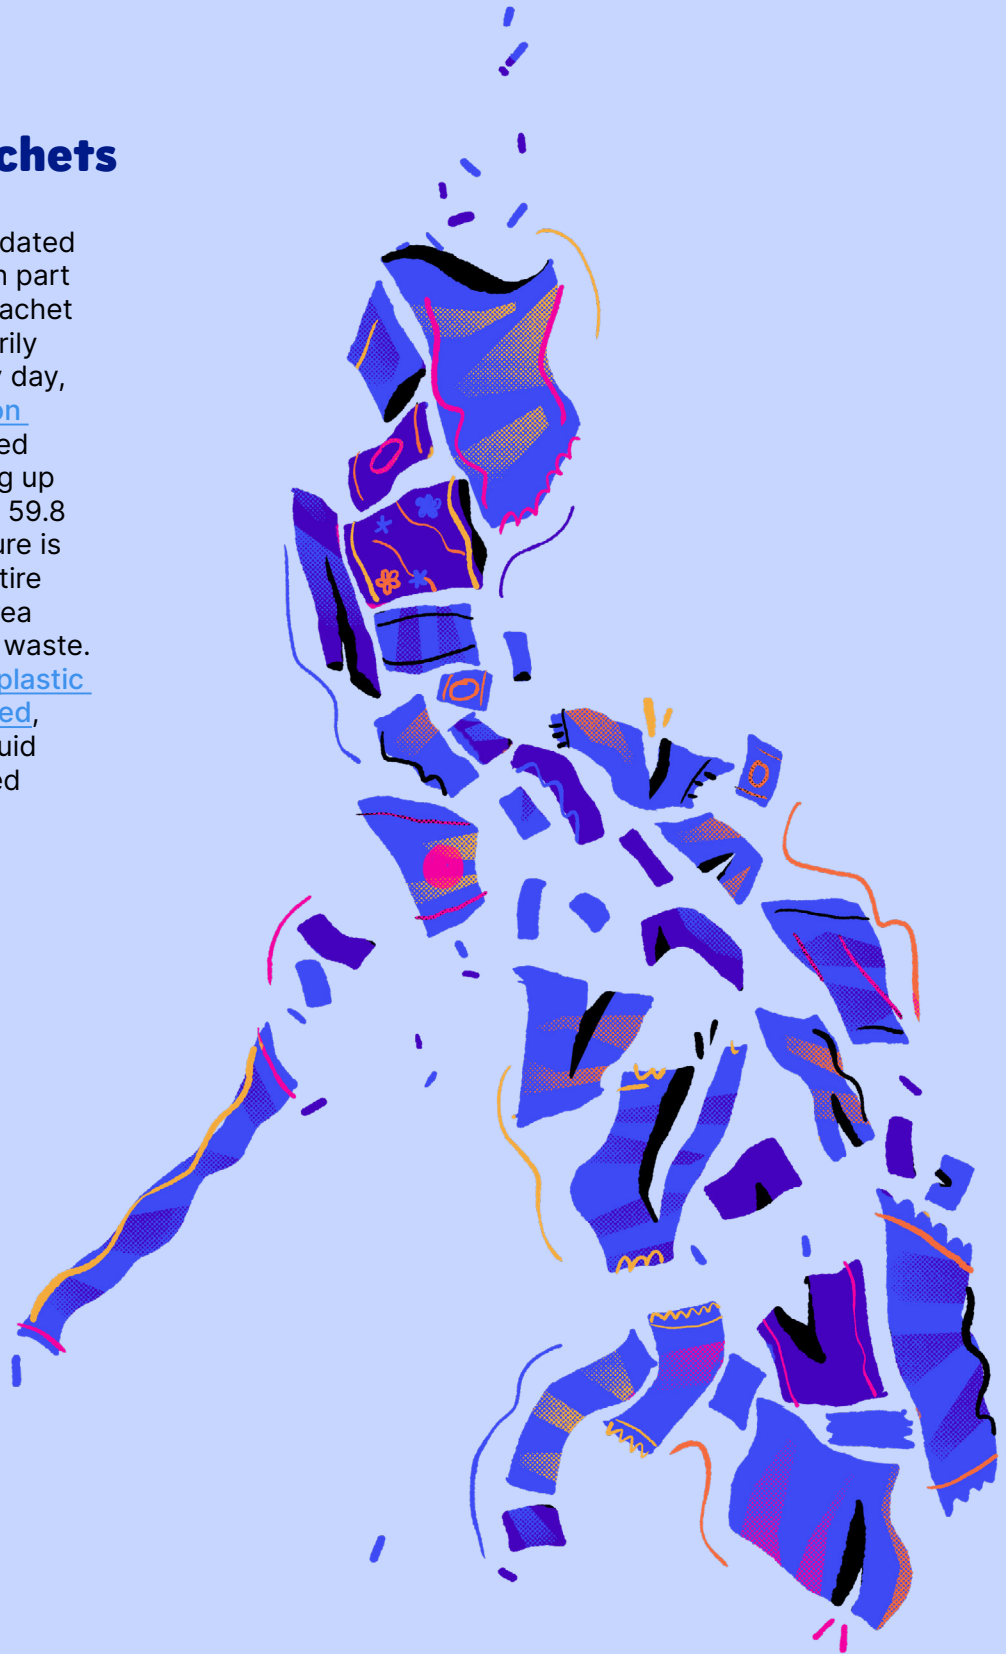 chets
dated
part
achet
rily
day,
on
ed
g up
59.8
ure is
tire
ea
waste.
plastic
ed,
uid
ed